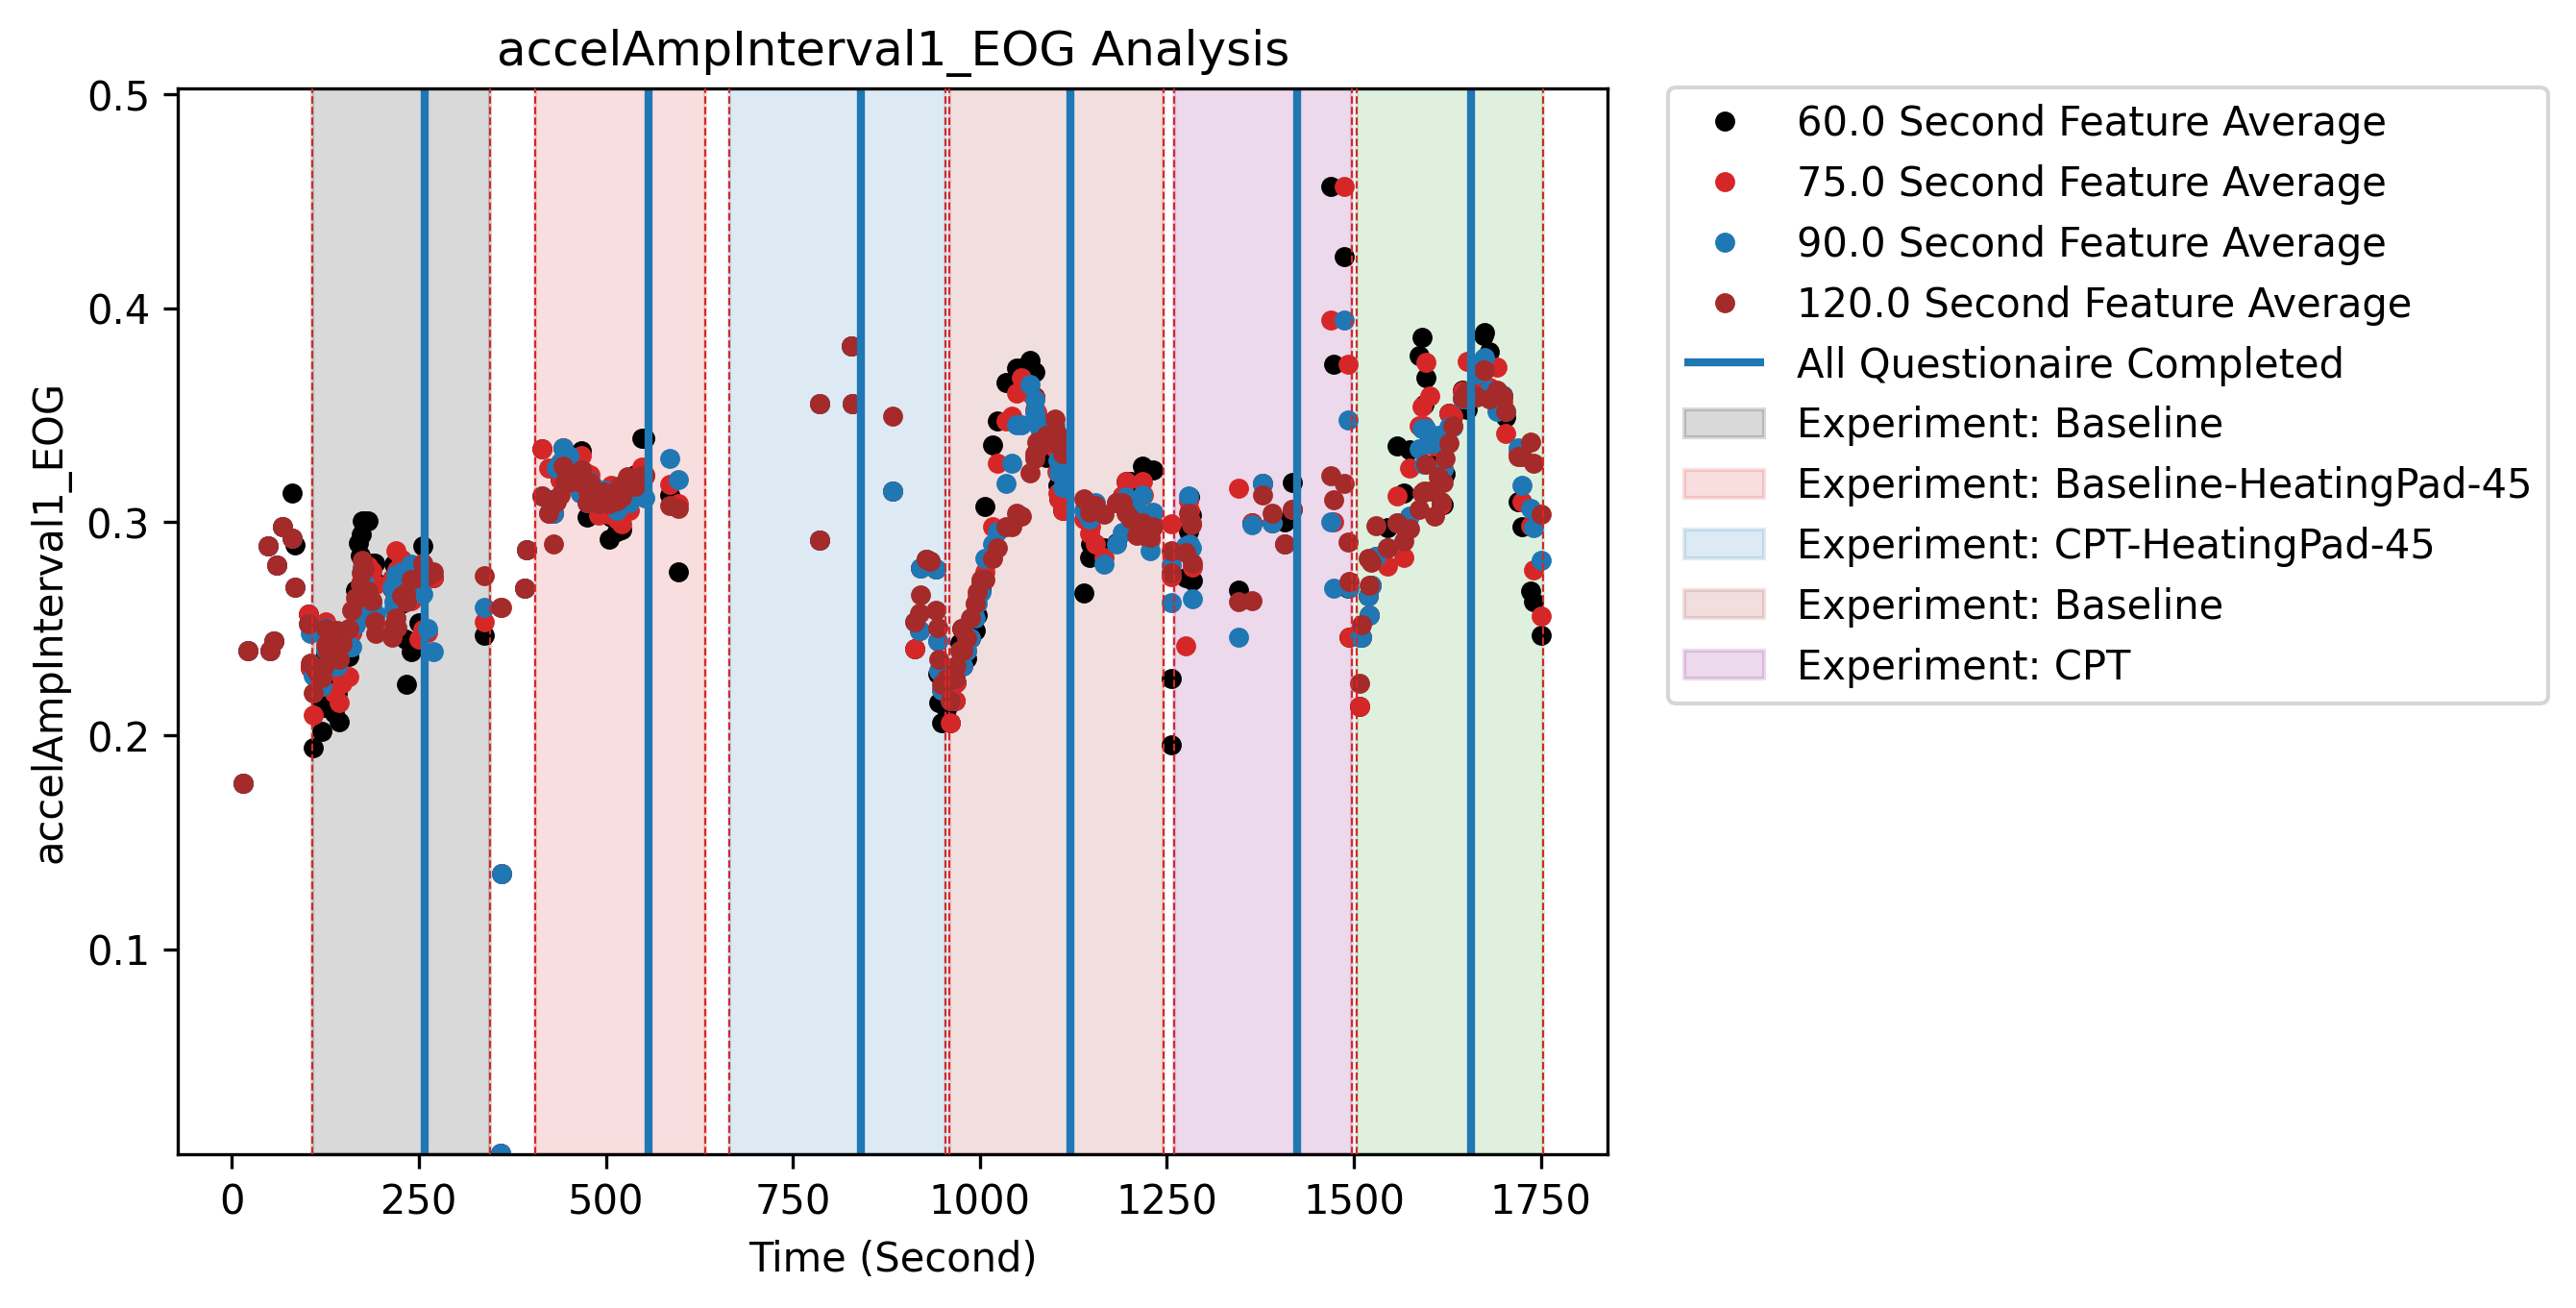 accelAmpInterval1_EOG Analysis
accelAmpInterval1_EOG
0.5
0.4
0.3
0.2
0.1
0 250 500 750 1000 1250 1500 1750
Time (Second)
60.0 Second Feature Average
75.0 Second Feature Average
90.0 Second Feature Average
120.0 Second Feature Average
All Questionaire Completed
Experiment: Baseline
Experiment: Baseline-HeatingPad-45
Experiment: CPT-HeatingPad-45
Experiment: Baseline
Experiment: CPT